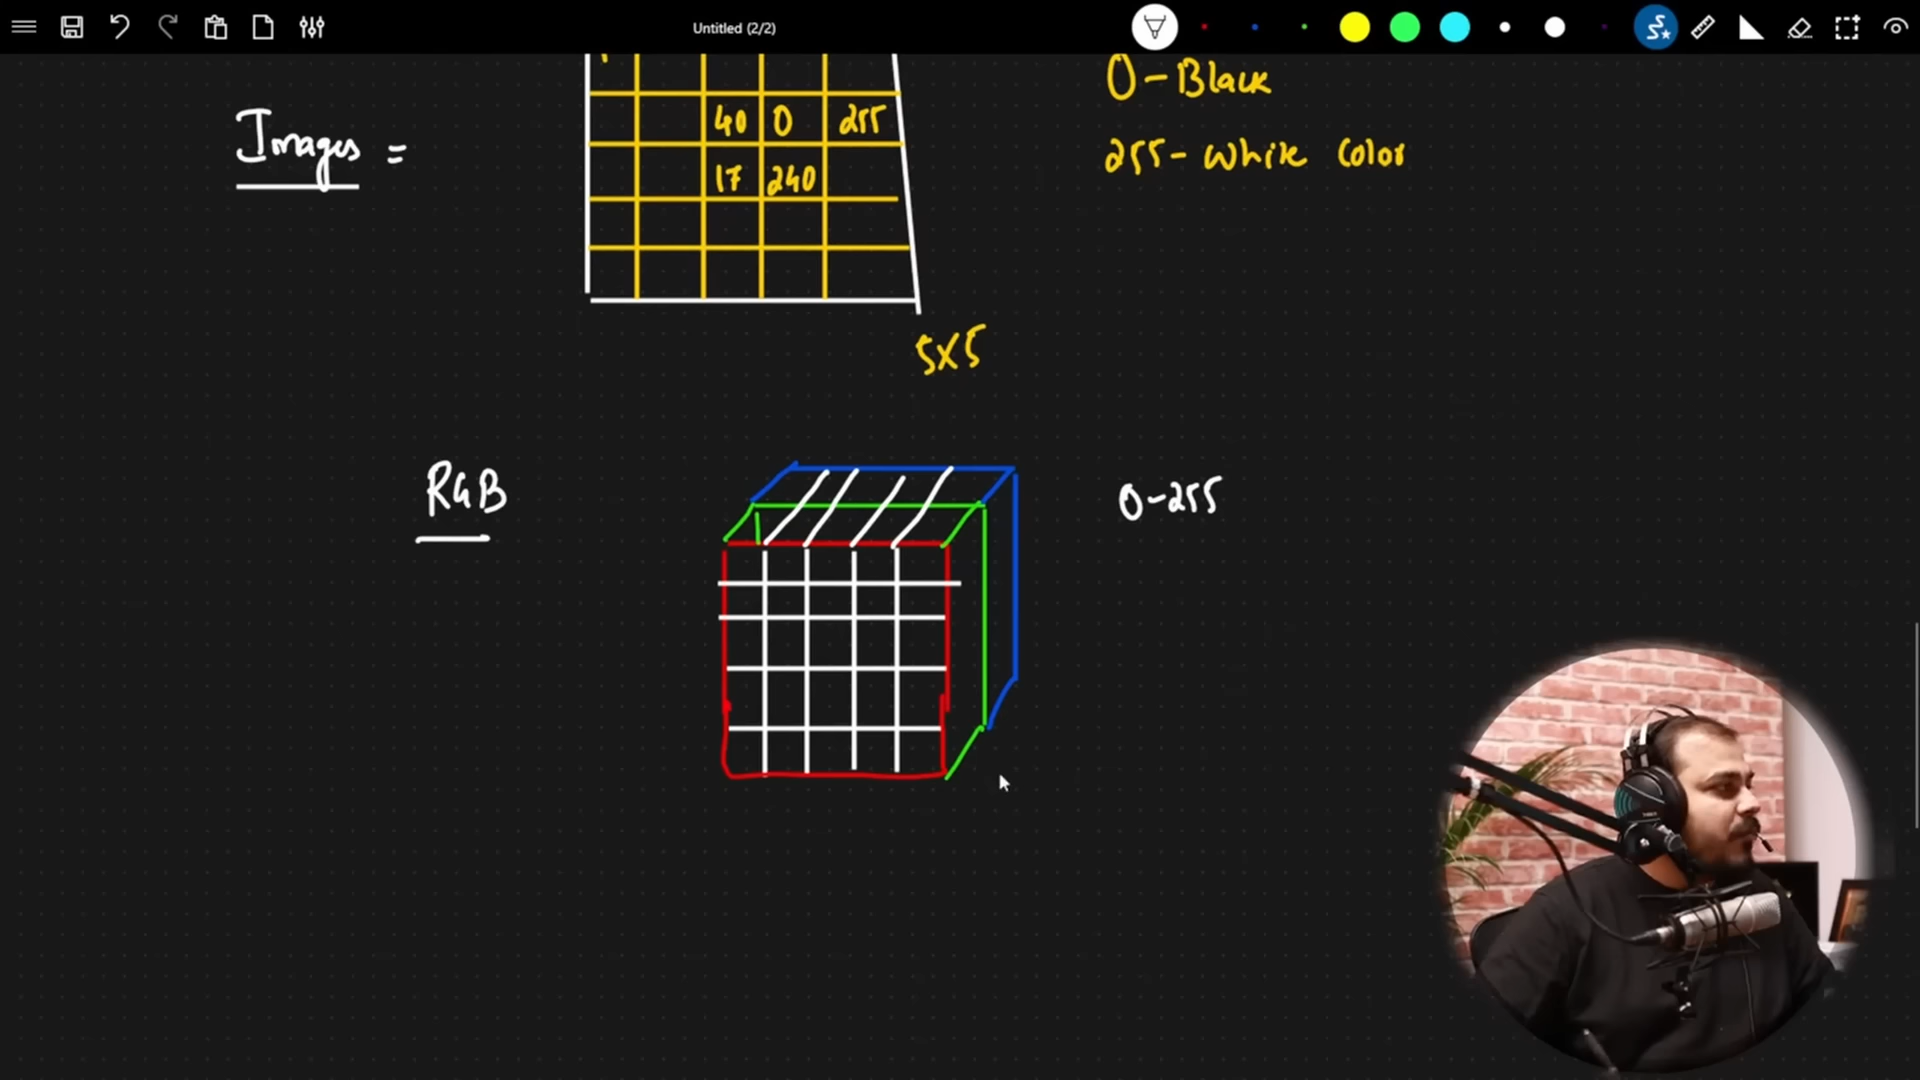 Untitled (2/2)
0 - Black
Images =
40 0 255
255 - White Color
17 240
5X5
RGB
0-255